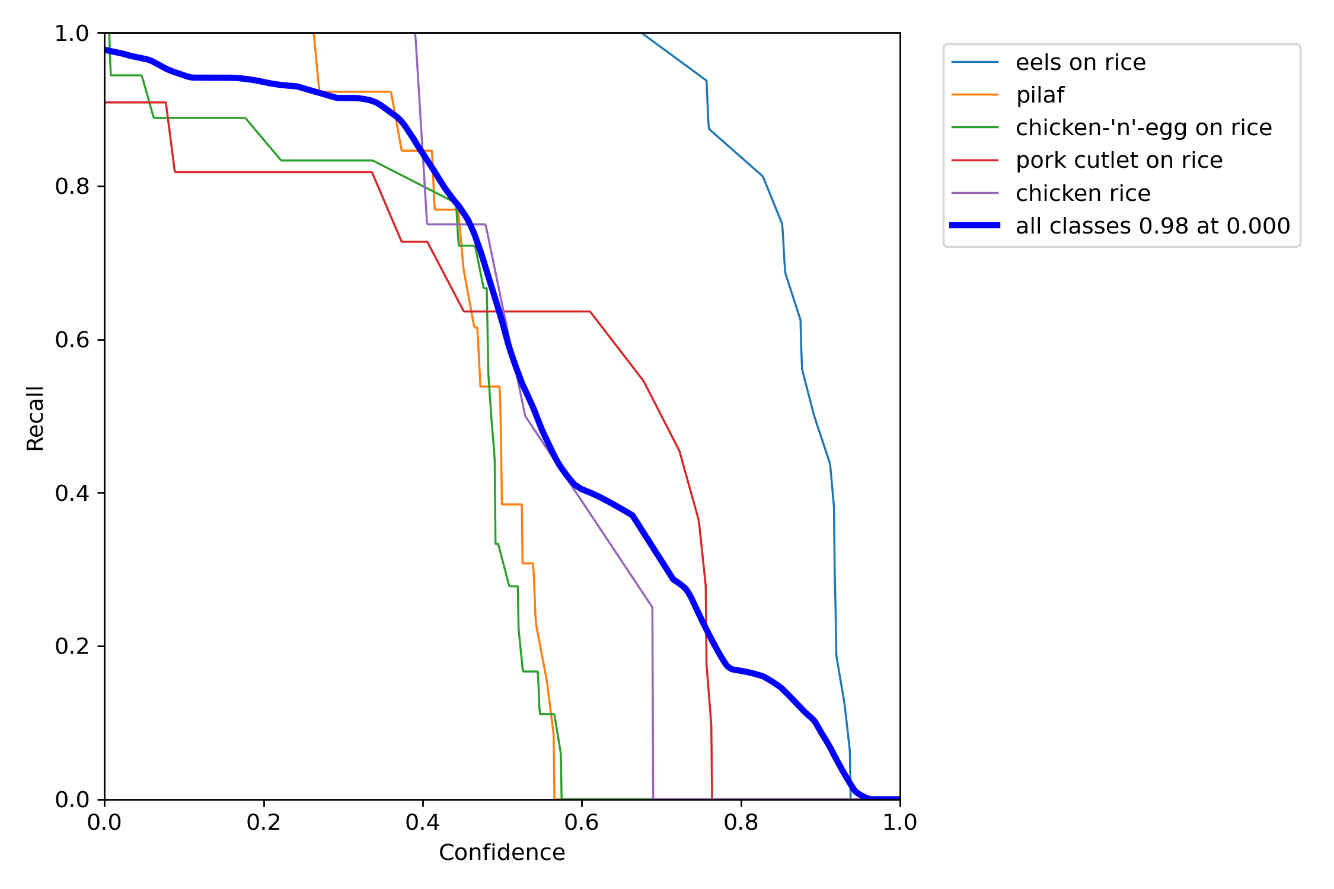 1.0
0.8
0.6
0.4
0.2
0.0
Recall
0.0 0.2 0.4 0.6 0.8 1.0
Confidence
eels on rice
pilaf
chicken-'n'-egg on rice
pork cutlet on rice
chicken rice
all classes 0.98 at 0.000